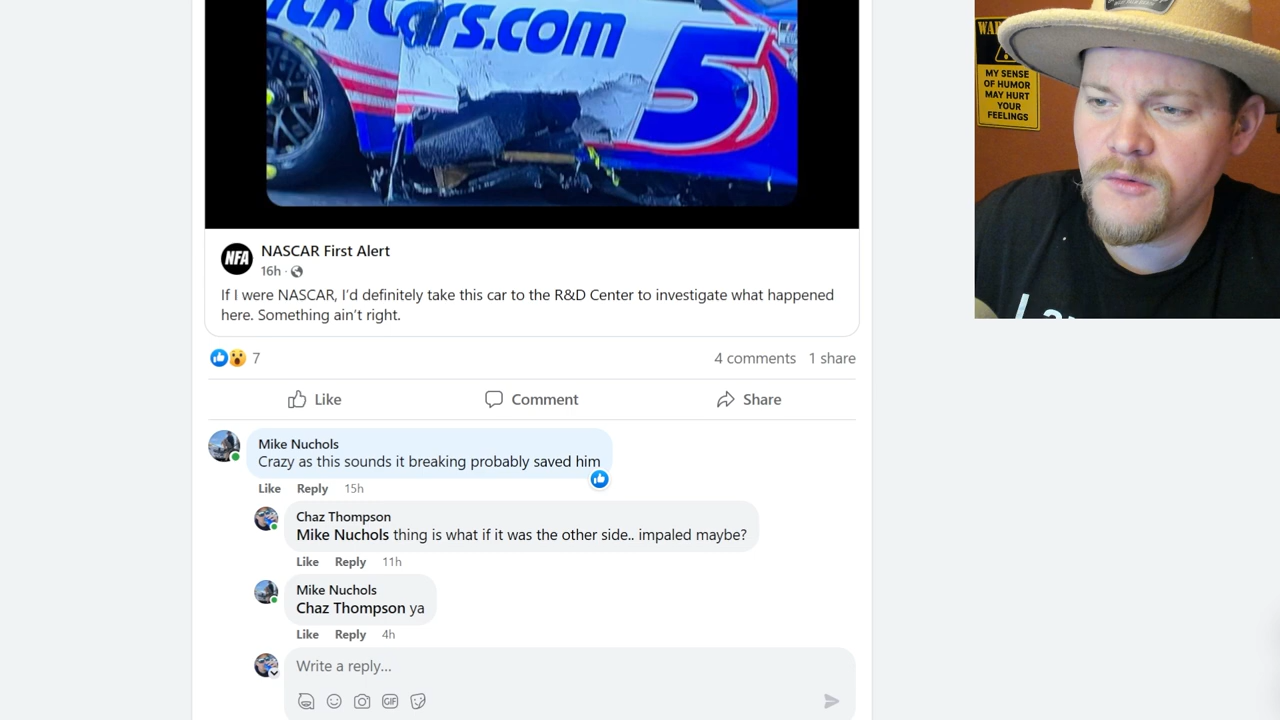 ickCars.com
5
WAR
MY SENSE
OF HUMOR
MAY HURT
YOUR
FEELINGS
NFA
NASCAR First Alert
16h ·
If I were NASCAR, I'd definitely take this car to the R&D Center to investigate what happened
here. Something ain't right.
7
4 comments 1 share
Like
Comment
Share
Mike Nuchols
Crazy as this sounds it breaking probably saved him
Like Reply 15h
Chaz Thompson
Mike Nuchols thing is what if it was the other side.. impaled maybe?
Like Reply 11h
Mike Nuchols
Chaz Thompson ya
Like Reply 4h
Write a reply...
GIF